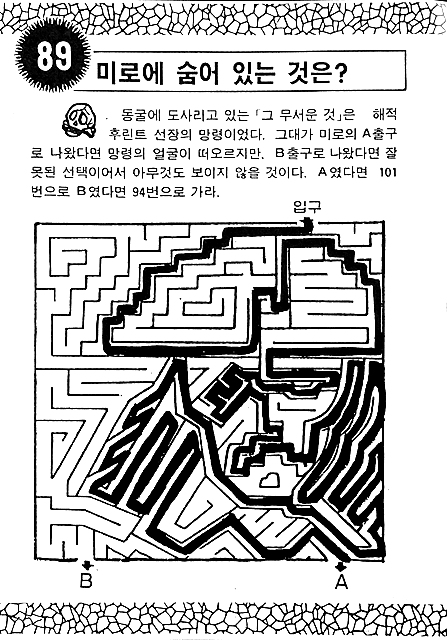 89
미로에 숨어 있는 것은?
. 동굴에 도사리고 있는 「그 무서운 것」은 해적
후린트 선장의 망령이었다. 그대가 미로의 A출구
로 나왔다면 망령의 얼굴이 떠오르지만, B출구로 나왔다면 잘
못된 선택이어서 아무것도 보이지 않을 것이다. A였다면 101
번으로 B였다면 94번으로 가라.
입구
B
A